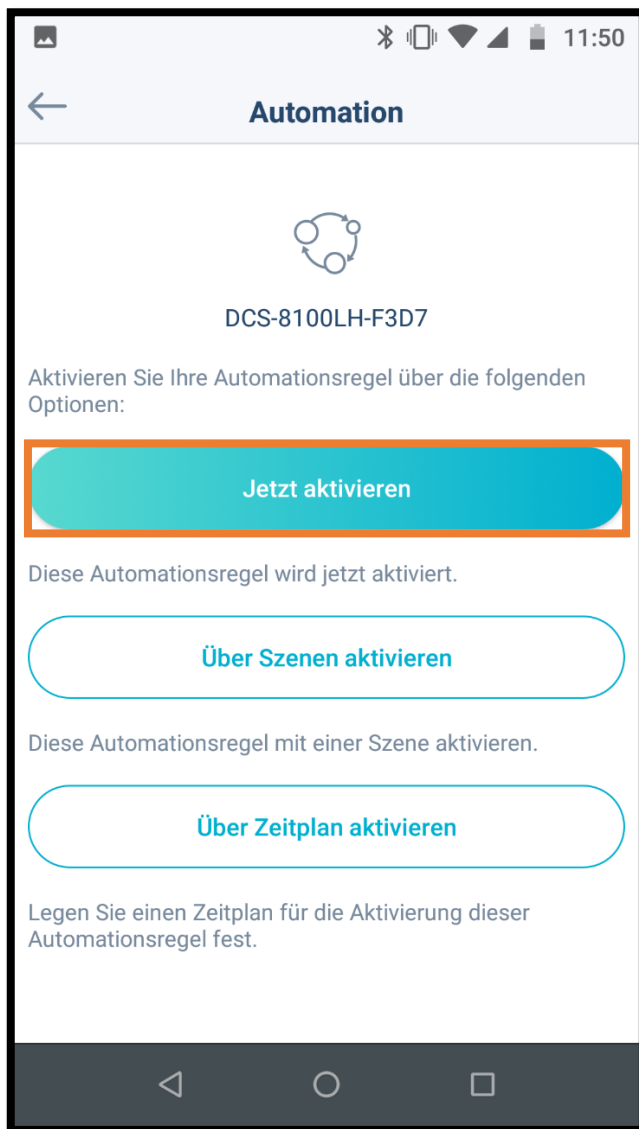 11:50
Automation
DCS-8100LH-F3D7
Aktivieren Sie Ihre Automationsregel über die folgenden
Optionen:
Jetzt aktivieren
Diese Automationsregel wird jetzt aktiviert.
Über Szenen aktivieren
Diese Automationsregel mit einer Szene aktivieren.
Über Zeitplan aktivieren
Legen Sie einen Zeitplan für die Aktivierung dieser
Automationsregel fest.